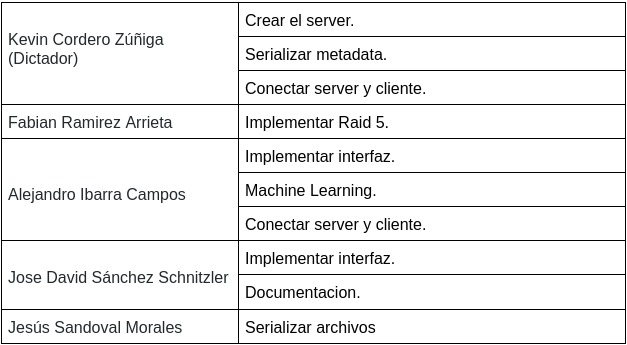 Kevin Cordero Zúñiga
(Dictador)
Crear el server.
Serializar metadata.
Conectar server y cliente.
Fabian Ramirez Arrieta
Implementar Raid 5.
Alejandro Ibarra Campos
Implementar interfaz.
Machine Learning.
Conectar server y cliente.
Jose David Sánchez Schnitzler
Implementar interfaz.
Documentacion.
Jesús Sandoval Morales
Serializar archivos